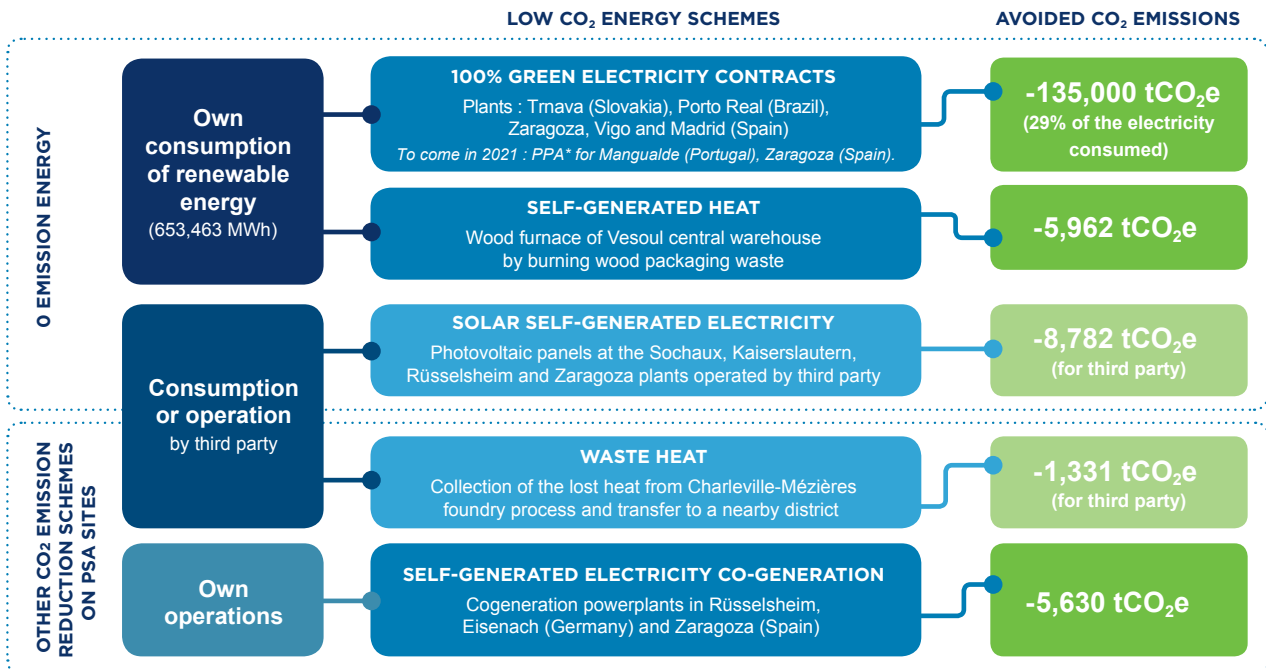 LOW CO₂ ENERGY SCHEMES
AVOIDED CO₂ EMISSIONS
0 EMISSION ENERGY
Own
consumption
of renewable
energy
(653,463 MWh)
100% GREEN ELECTRICITY CONTRACTS
Plants : Trnava (Slovakia), Porto Real (Brazil),
Zaragoza, Vigo and Madrid (Spain)
To come in 2021 : PPA* for Mangualde (Portugal), Zaragoza (Spain).
-135,000 tCO₂e
(29% of the electricity
consumed)
SELF-GENERATED HEAT
Wood furnace of Vesoul central warehouse
by burning wood packaging waste
-5,962 tCO₂e
Consumption
or operation
by third party
SOLAR SELF-GENERATED ELECTRICITY
Photovoltaic panels at the Sochaux, Kaiserslautern,
Rüsselsheim and Zaragoza plants operated by third party
-8,782 tCO₂e
(for third party)
OTHER CO₂ EMISSION
REDUCTION SCHEMES
ON PSA SITES
WASTE HEAT
Collection of the lost heat from Charleville-Mézières
foundry process and transfer to a nearby district
-1,331 tCO₂e
(for third party)
Own
operations
SELF-GENERATED ELECTRICITY CO-GENERATION
Cogeneration powerplants in Rüsselsheim,
Eisenach (Germany) and Zaragoza (Spain)
-5,630 tCO₂e